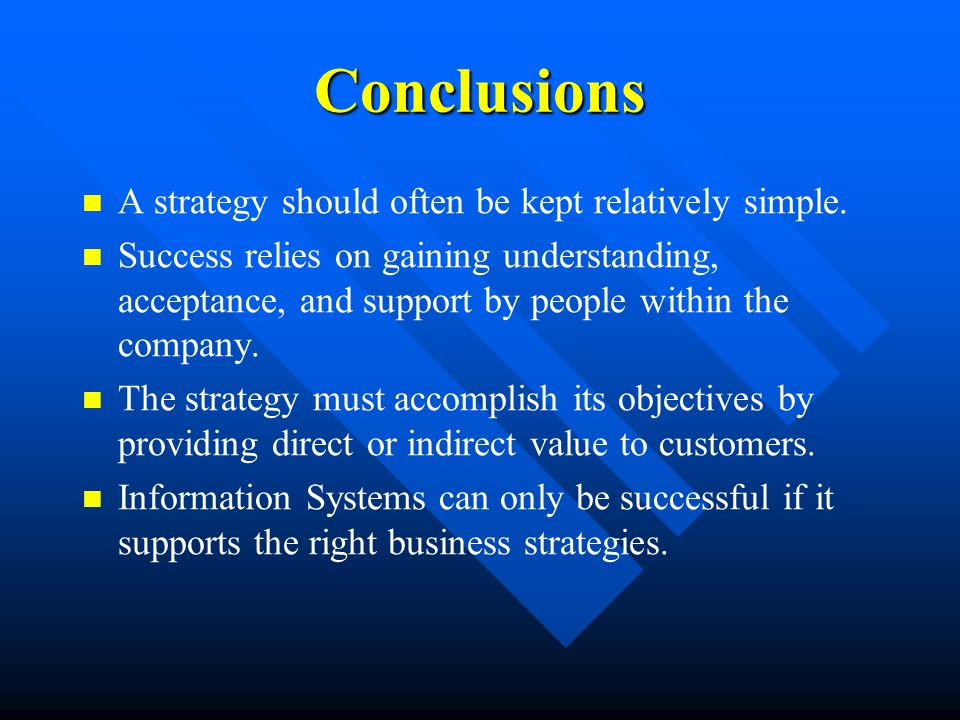 Conclusions
A strategy should often be kept relatively simple.
Success relies on gaining understanding,
acceptance, and support by people within the
company.
The strategy must accomplish its objectives by
providing direct or indirect value to customers.
Information Systems can only be successful if it
supports the right business strategies.